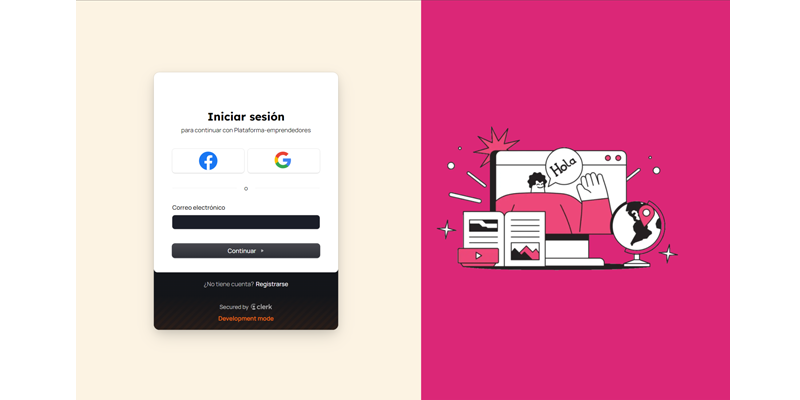 Iniciar sesión
para continuar con Plataforma-emprendedores
o
Correo electrónico
Continuar
¿No tiene cuenta? Registrarse
Secured by clerk
Development mode
Hola